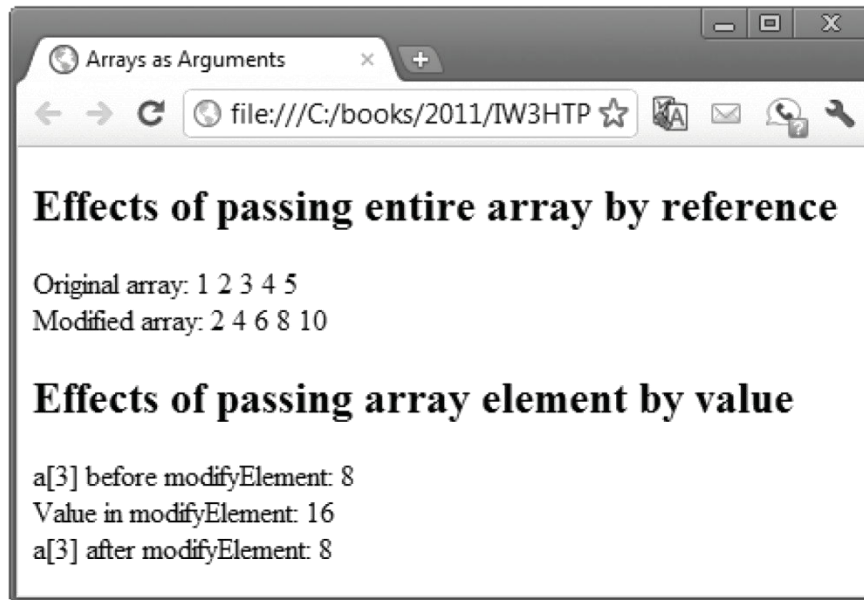 Arrays as Arguments
file:///C:/books/2011/IW3HTP
Effects of passing entire array by reference
Original array: 1 2 3 4 5
Modified array: 2 4 6 8 10
Effects of passing array element by value
a[3] before modifyElement: 8
Value in modifyElement: 16
a[3] after modifyElement: 8